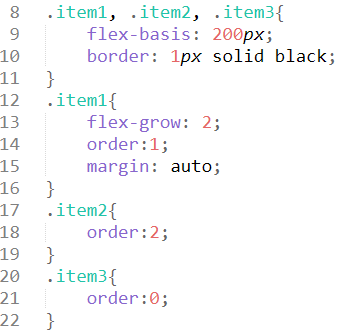 8 .item1, .item2, .item3{
9     flex-basis: 200px;
10     border: 1px solid black;
11 }
12 .item1{
13     flex-grow: 2;
14     order:1;
15     margin: auto;
16 }
17 .item2{
18     order:2;
19 }
20 .item3{
21     order:0;
22 }